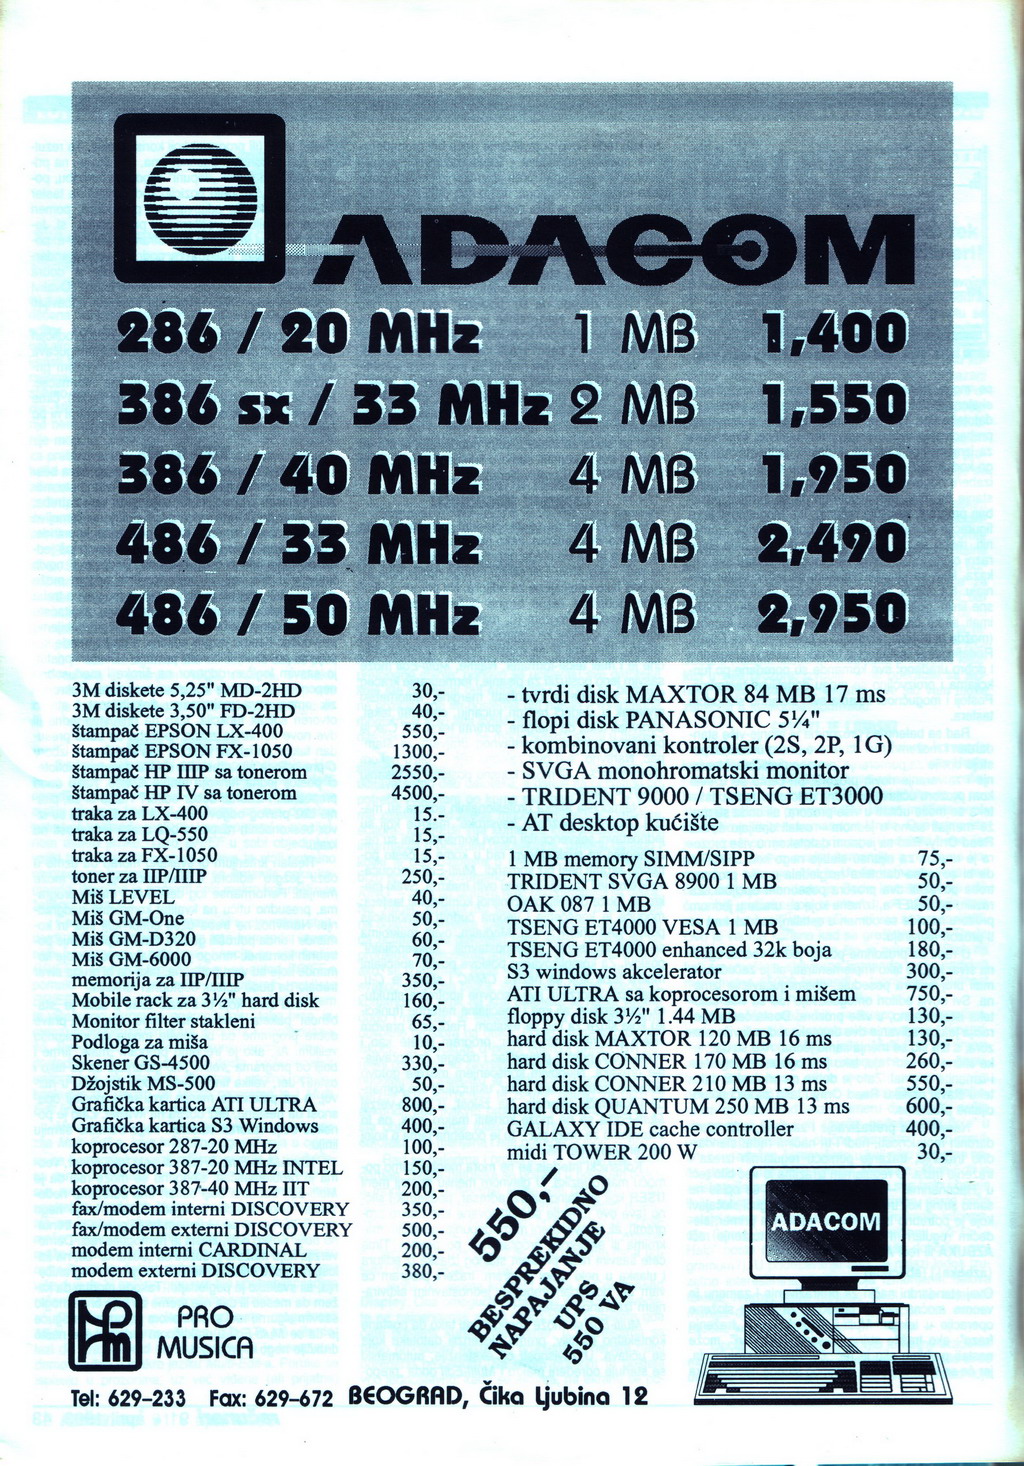 ADACOM
286 / 20 MHz 1 MB 1,400
386 sx / 33 MHz 2 MB 1,550
386 / 40 MHz 4 MB 1,950
486 / 33 MHz 4 MB 2,490
486 / 50 MHz 4 MB 2,950
3M diskete 5,25" MD-2HD 30,-
3M diskete 3,50" FD-2HD 40,-
štampač EPSON LX-400 550,-
štampač EPSON FX-1050 1300,-
štampač HP IIIP sa tonerom 2550,-
štampač HP IV sa tonerom 4500,-
traka za LX-400 15.-
traka za LQ-550 15,-
traka za FX-1050 15,-
toner za IIP/IIIP 250,-
Miš LEVEL 40,-
Miš GM-One 50,-
Miš GM-D320 60,-
Miš GM-6000 70,-
memorija za IIP/IIIP 350,-
Mobile rack za 3½" hard disk 160,-
Monitor filter stakleni 65,-
Podloga za miša 10,-
Skener GS-4500 330,-
Džojstik MS-500 50,-
Grafička kartica ATI ULTRA 800,-
Grafička kartica S3 Windows 400,-
koprocesor 287-20 MHz 100,-
koprocesor 387-20 MHz INTEL 150,-
koprocesor 387-40 MHz IIT 200,-
fax/modem interni DISCOVERY 350,-
fax/modem externi DISCOVERY 500,-
modem interni CARDINAL 200,-
modem externi DISCOVERY 380,-
- tvrdi disk MAXTOR 84 MB 17 ms
- flopi disk PANASONIC 5¼"
- kombinovani kontroler (2S, 2P, 1G)
- SVGA monohromatski monitor
- TRIDENT 9000 / TSENG ET3000
- AT desktop kućište
1 MB memory SIMM/SIPP 75,-
TRIDENT SVGA 8900 1 MB 50,-
OAK 087 1 MB 50,-
TSENG ET4000 VESA 1 MB 100,-
TSENG ET4000 enhanced 32k boja 180,-
S3 windows akcelerator 300,-
ATI ULTRA sa koprocesorom i mišem 750,-
floppy disk 3½" 1.44 MB 130,-
hard disk MAXTOR 120 MB 16 ms 130,-
hard disk CONNER 170 MB 16 ms 260,-
hard disk CONNER 210 MB 13 ms 550,-
hard disk QUANTUM 250 MB 13 ms 600,-
GALAXY IDE cache controller 400,-
midi TOWER 200 W 30,-
550,-
BESPREKIDNO
NAPAJANJE
UPS
550 VA
ADACOM
PRO
MUSICA
Tel: 629-233 Fax: 629-672 BEOGRAD, Čika Ljubina 12